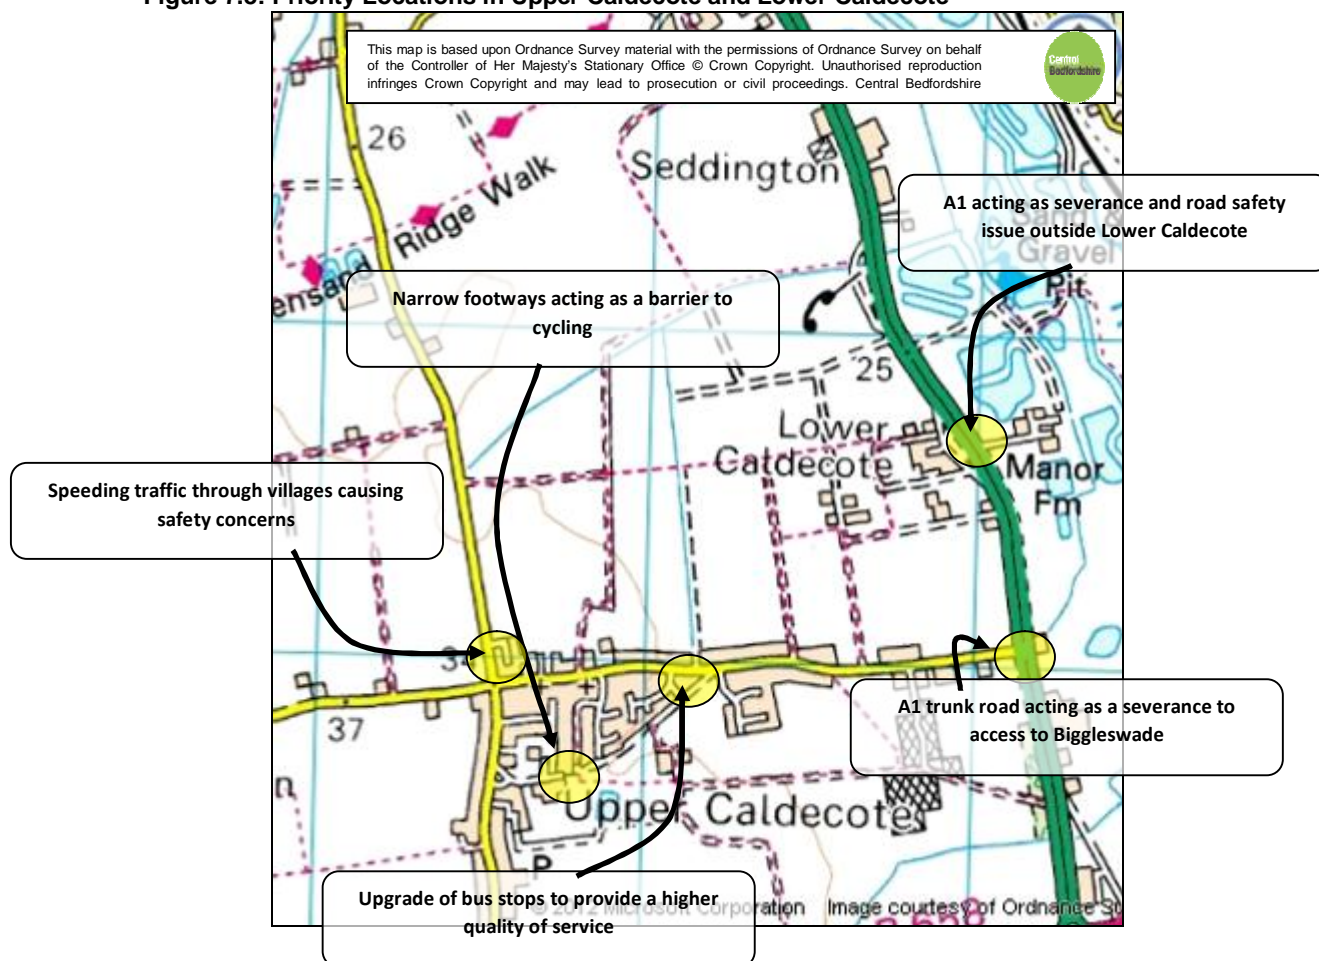 Figure 7.3: Priority Locations in Upper Caldecote and Lower Caldecote
This map is based upon Ordnance Survey material with the permissions of Ordnance Survey on behalf
of the Controller of Her Majesty's Stationary Office © Crown Copyright. Unauthorised reproduction
infringes Crown Copyright and may lead to prosecution or civil proceedings. Central Bedfordshire
Central
Bedfordshire
26
Seddington
Ridge Walk
ensand
A1 acting as severance and road safety
issue outside Lower Caldecote
Sand &
Gravel
Pit
Narrow footways acting as a barrier to
cycling
25
Lower
Caldecote
Manor
Fm
Speeding traffic through villages causing
safety concerns
37
A1 trunk road acting as a severance to
access to Biggleswade
Upper Caldecote
P
Upgrade of bus stops to provide a higher
quality of service
© 2012 Microsoft Corporation Image courtesy of Ordnance Su